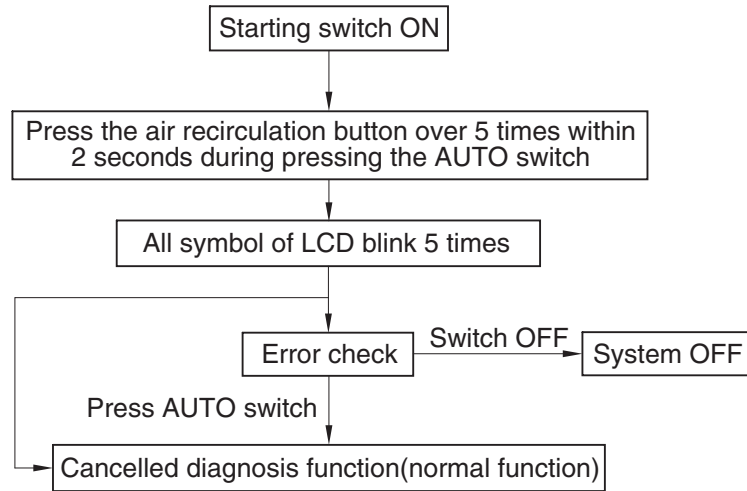 Starting switch ON
Press the air recirculation button over 5 times within
2 seconds during pressing the AUTO switch
All symbol of LCD blink 5 times
Error check
Switch OFF
System OFF
Press AUTO switch
Cancelled diagnosis function(normal function)